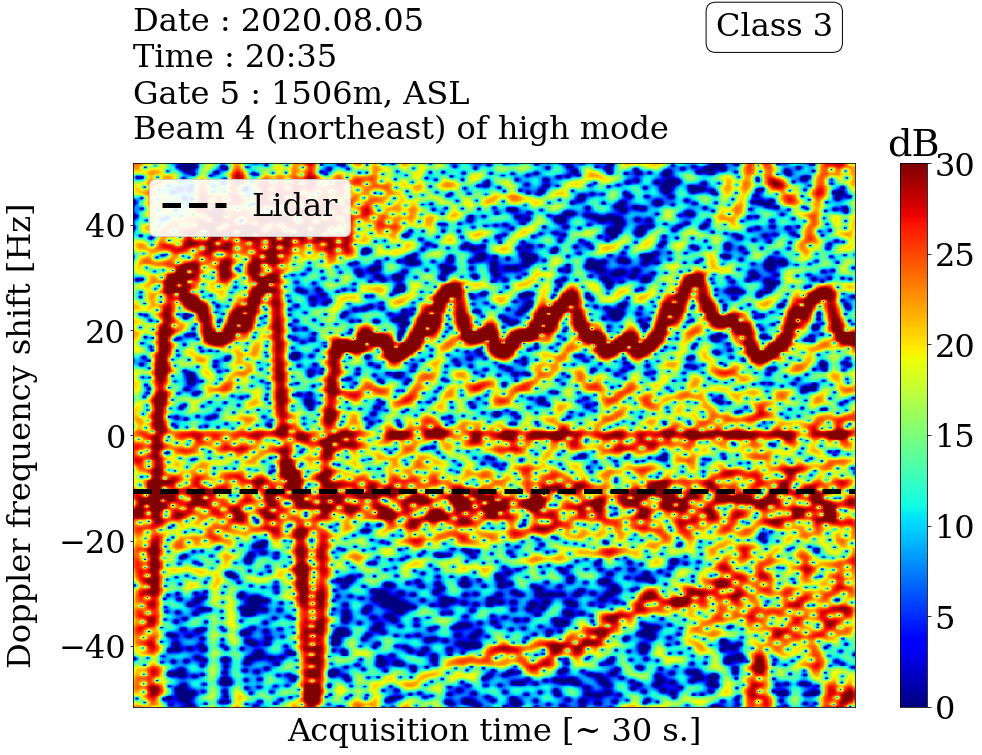 Date : 2020.08.05
Time : 20:35
Gate 5 : 1506m, ASL
Beam 4 (northeast) of high mode
Class 3
dB
Lidar
Doppler frequency shift [Hz]
40
20
0
−20
−40
Acquisition time [~ 30 s.]
30
25
20
15
10
5
0